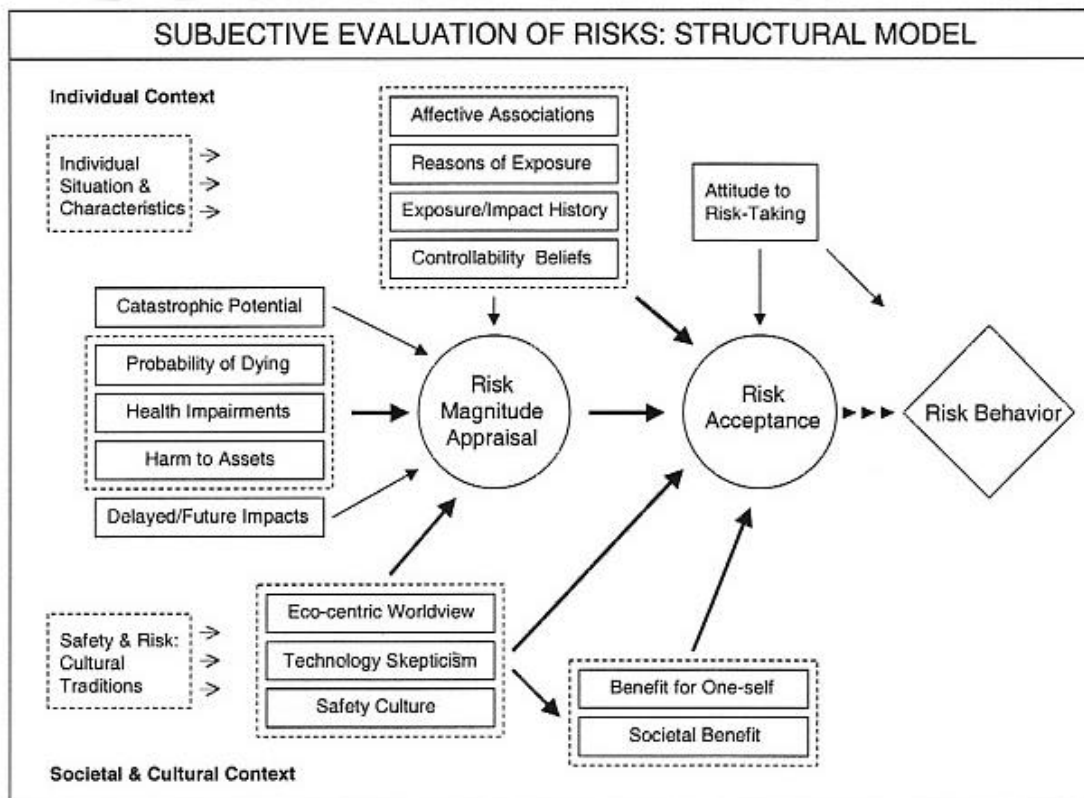 SUBJECTIVE EVALUATION OF RISKS: STRUCTURAL MODEL
Individual Context
Individual
Situation &
Characteristics
Affective Associations
Reasons of Exposure
Exposure/Impact History
Controllability Beliefs
Attitude to
Risk-Taking
Catastrophic Potential
Probability of Dying
Health Impairments
Harm to Assets
Delayed/Future Impacts
Risk
Magnitude
Appraisal
Risk
Acceptance
Risk Behavior
Safety & Risk:
Cultural
Traditions
Eco-centric Worldview
Technology Skepticism
Safety Culture
Benefit for One-self
Societal Benefit
Societal & Cultural Context